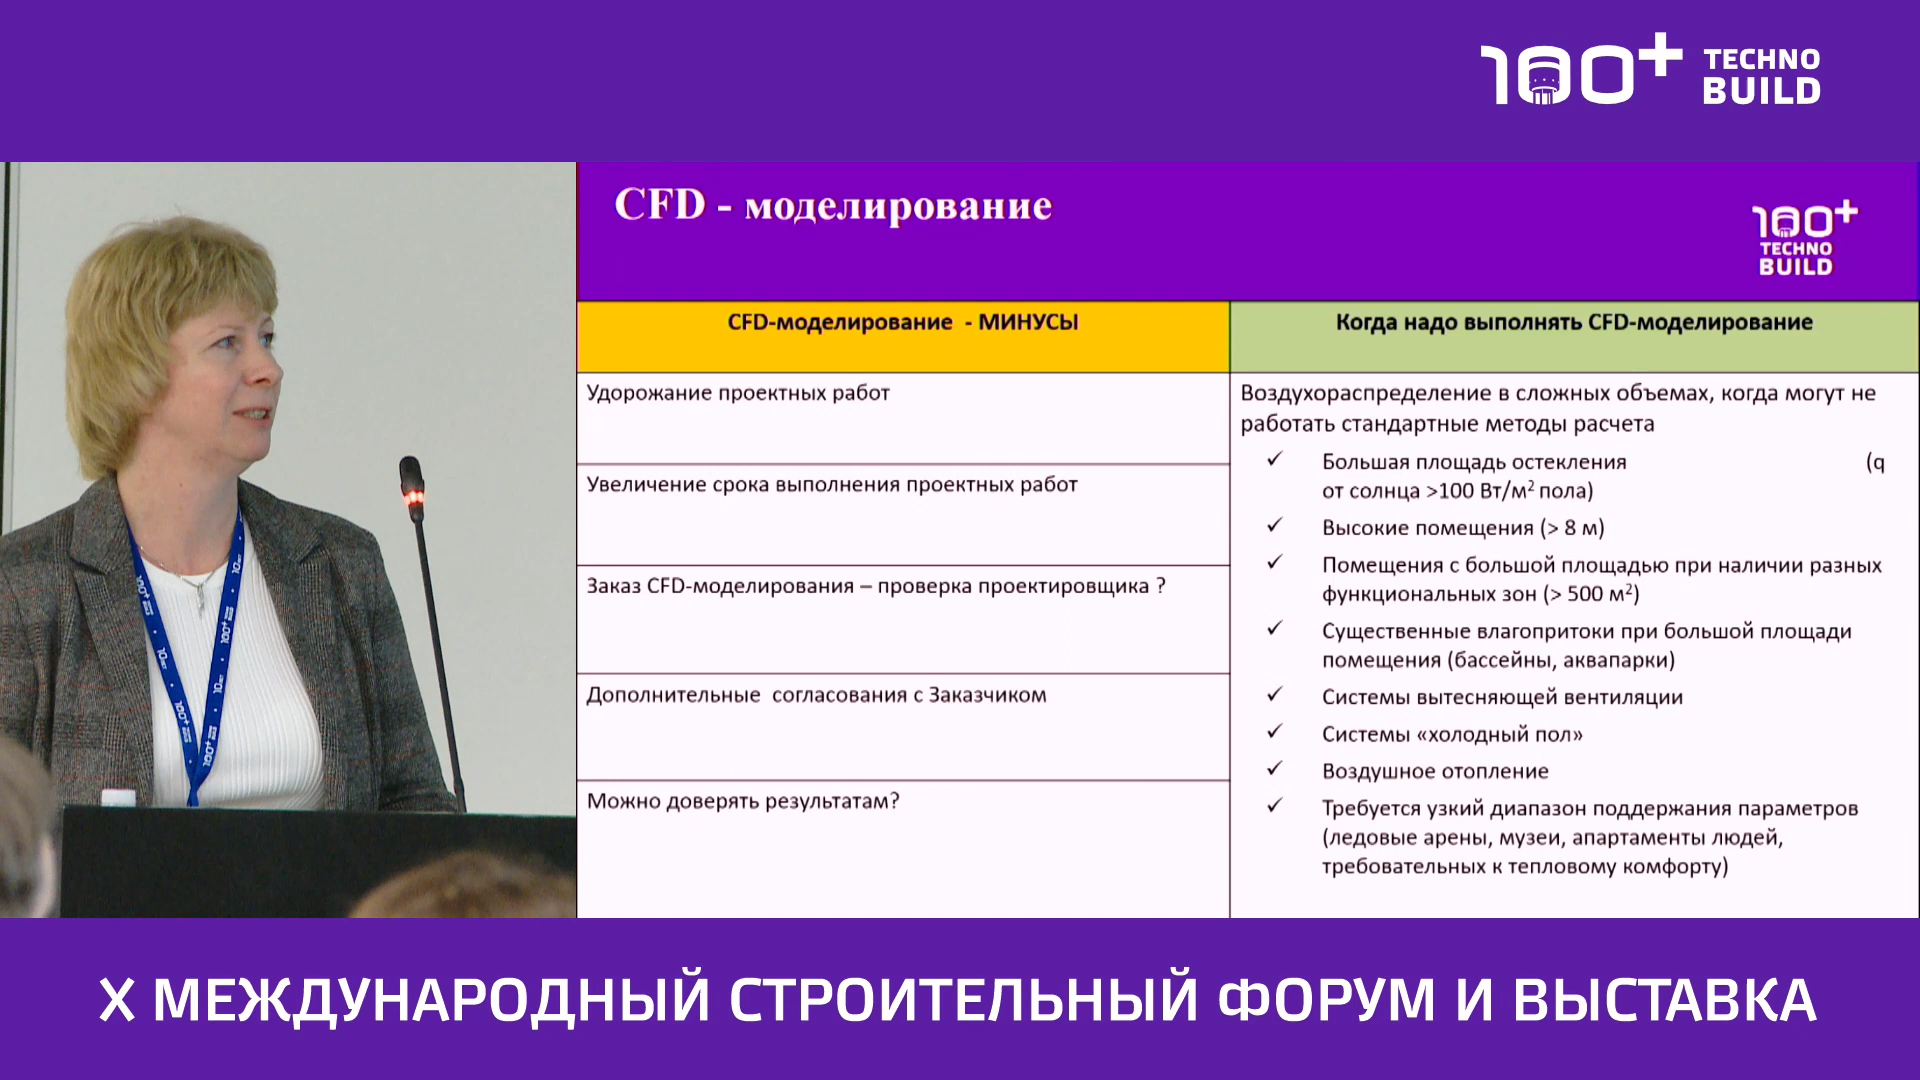 100+ TECHNO
BUILD
CFD - моделирование
100+
TECHNO
BUILD
CFD-моделирование - МИНУСЫ
Удорожание проектных работ
Увеличение срока выполнения проектных работ
Заказ CFD-моделирования – проверка проектировщика ?
Дополнительные согласования с Заказчиком
Можно доверять результатам?
Когда надо выполнять CFD-моделирование
Воздухораспределение в сложных объемах, когда могут не
работать стандартные методы расчета
✓ Большая площадь остекления (q
от солнца >100 Вт/м² пола)
✓ Высокие помещения (> 8 м)
✓ Помещения с большой площадью при наличии разных
функциональных зон (> 500 м²)
✓ Существенные влагопритоки при большой площади
помещения (бассейны, аквапарки)
✓ Системы вытесняющей вентиляции
✓ Системы «холодный пол»
✓ Воздушное отопление
✓ Требуется узкий диапазон поддержания параметров
(ледовые арены, музеи, апартаменты людей,
требовательных к тепловому комфорту)
X МЕЖДУНАРОДНЫЙ СТРОИТЕЛЬНЫЙ ФОРУМ И ВЫСТАВКА